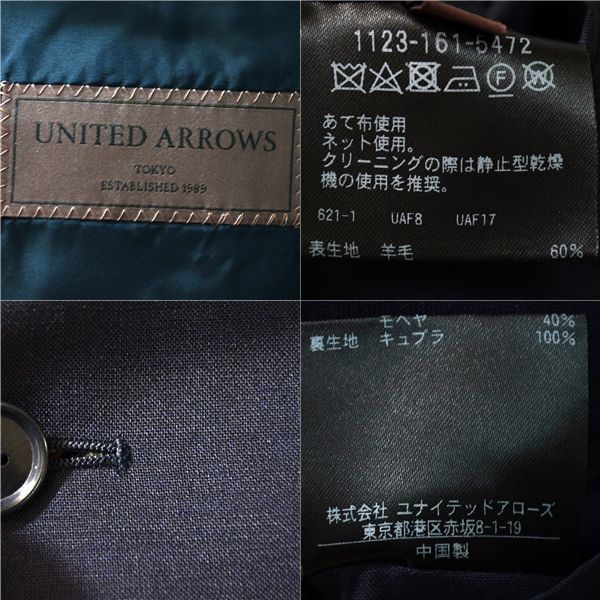 UNITED ARROWS
TOKYO
ESTABLISHED 1989
1123-161-5472
あて布使用
ネット使用。
クリーニングの際は静止型乾燥
機の使用を推奨。
621-1 UAF8 UAF17
表生地 羊毛 60%
モヘヤ 40%
裏生地 キュプラ 100%
株式会社 ユナイテッドアローズ
東京都港区赤坂8-1-19
中国製